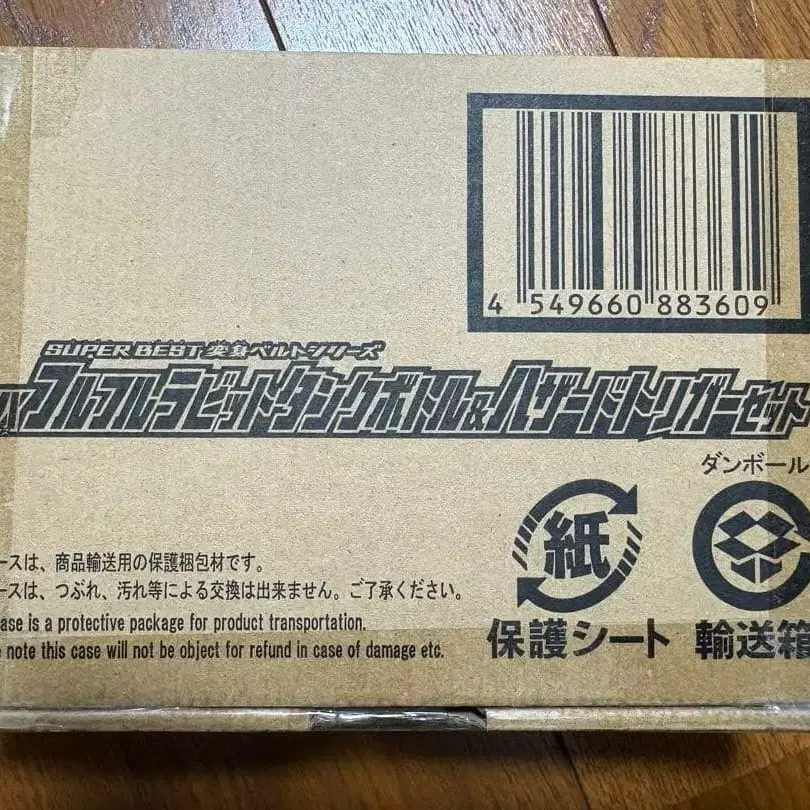 4 549660 883609
SUPER BEST 変身ベルトシリーズ
フルフルラビットタンクボトル&ハザードトリガーセット
ダンボール
紙
ースは、商品輸送用の保護梱包材です。
ースは、つぶれ、汚れ等による交換は出来ません。ご了承ください。
ase is a protective package for product transportation.
note this case will not be object for refund in case of damage etc.
保護シート
輸送箱